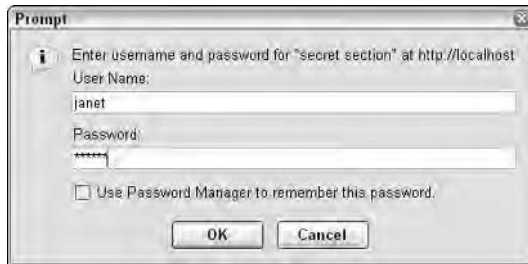 Prompt
Enter username and password for "secret section" at http://localhost
User Name:
janet
Password:
******
Use Password Manager to remember this password.
OK
Cancel